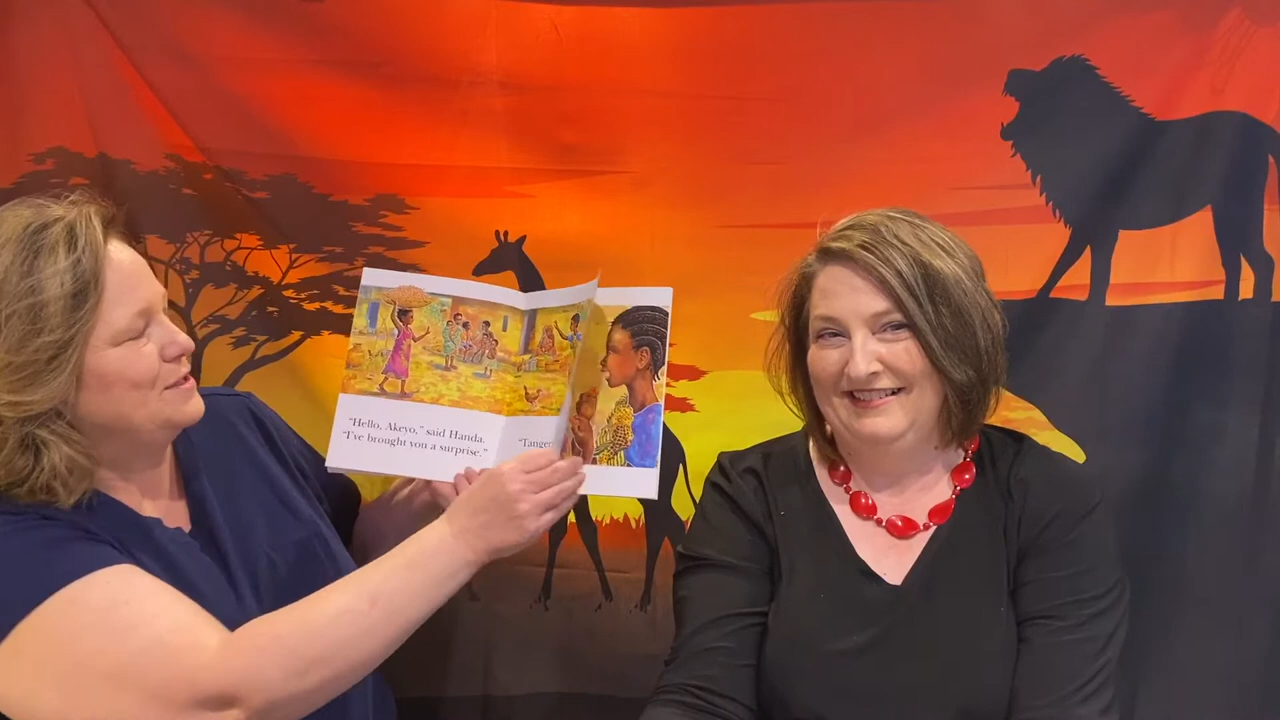 "Hello, Akeyo," said Handa.
"I've brought you a surprise."
"Tanger